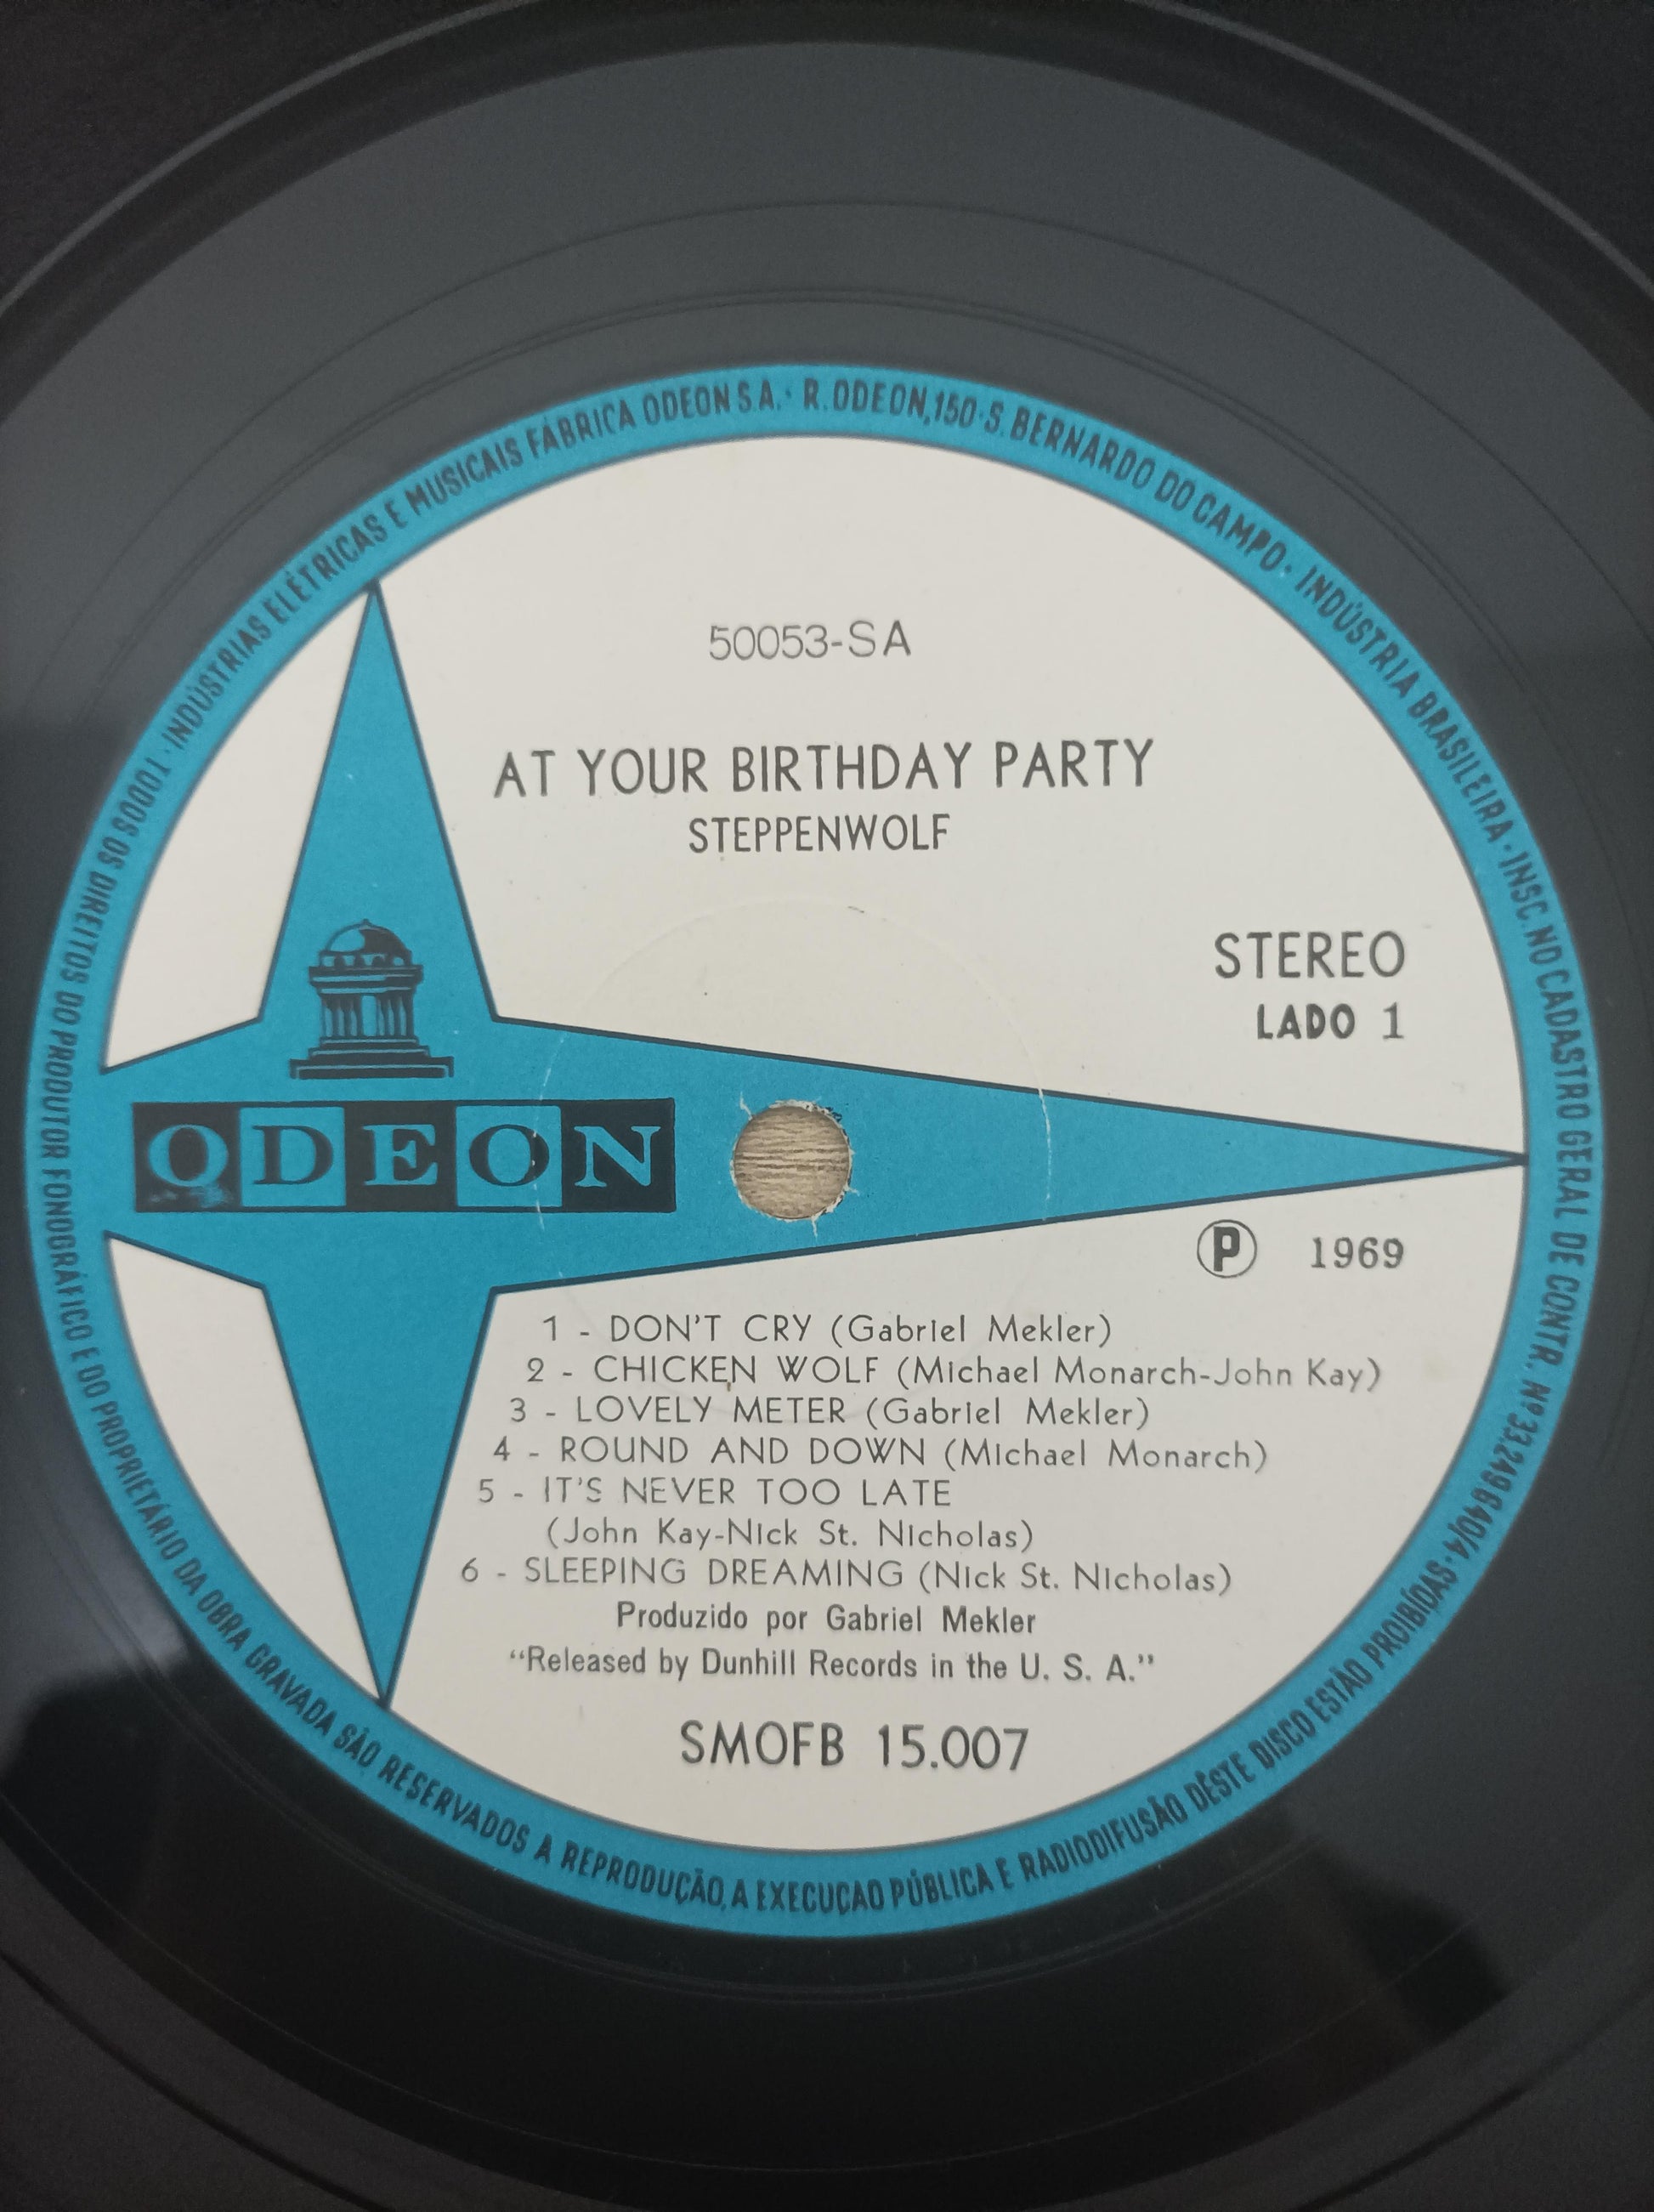 INDÚSTRIAS ELÉTRICAS E MUSICAIS FÁBRICA ODEON S.A. · R. ODEON, 150 · S. BERNARDO DO CAMPO · INDÚSTRIA BRASILEIRA · INSC. NO CADASTRO GERAL DE CONTR. Nº 33.249.640/4 · TODOS OS DIREITOS DO PRODUTOR FONOGRÁFICO E DO PROPRIETÁRIO DA OBRA GRAVADA SÃO RESERVADOS A REPRODUÇÃO, A EXECUÇAO PÚBLICA E RADIODIFUSÃO DÊSTE DISCO ESTÃO PROIBÍDAS ·
50053-SA
AT YOUR BIRTHDAY PARTY
STEPPENWOLF
STEREO
LADO 1
ODEON
Ⓟ 1969
1 - DON'T CRY (Gabriel Mekler)
2 - CHICKEN WOLF (Michael Monarch-John Kay)
3 - LOVELY METER (Gabriel Mekler)
4 - ROUND AND DOWN (Michael Monarch)
5 - IT'S NEVER TOO LATE
(John Kay-Nick St. Nicholas)
6 - SLEEPING DREAMING (Nick St. Nicholas)
Produzido por Gabriel Mekler
“Released by Dunhill Records in the U. S. A.”
SMOFB 15.007